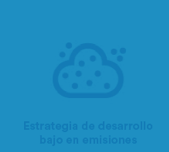 Estrategia de desarrollo
bajo en emisiones